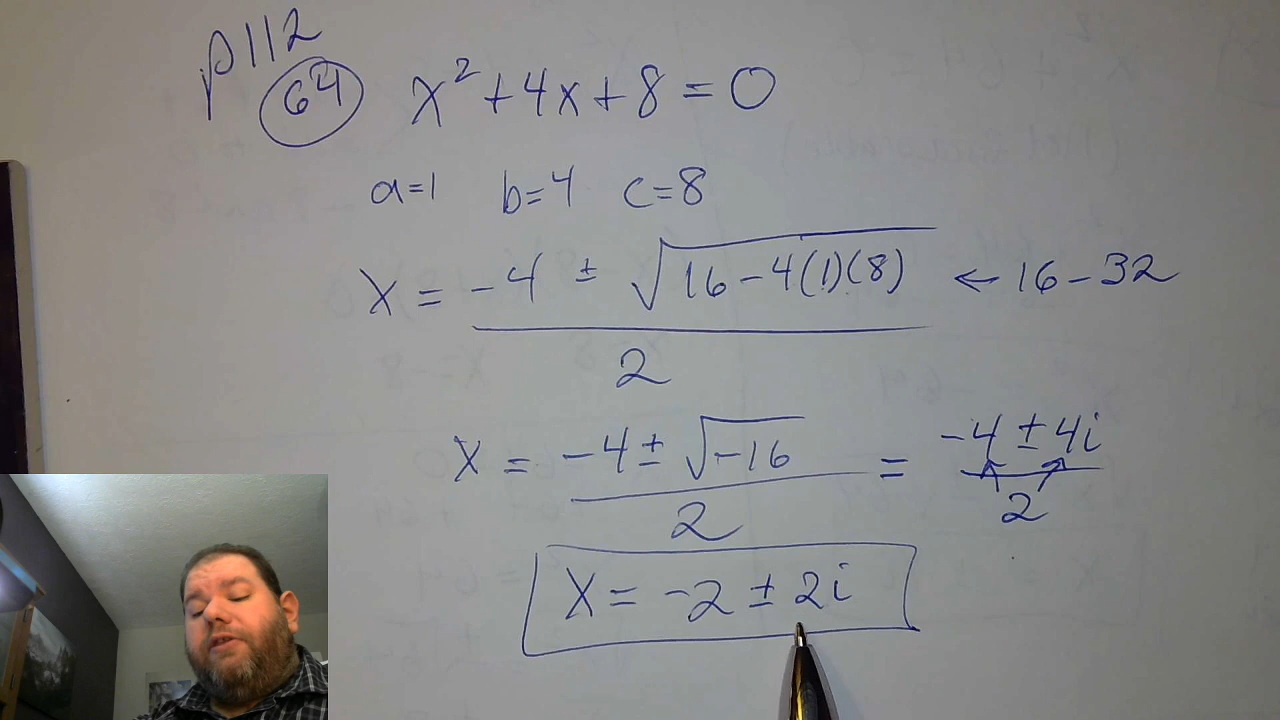 p112
64 x² + 4x + 8 = 0
a=1 b=4 c=8
x = (-4 ± √(16-4(1)(8)))/2 ← 16-32
x = (-4 ± √(-16))/2 = (-4 ± 4i)/2
x = -2 ± 2i